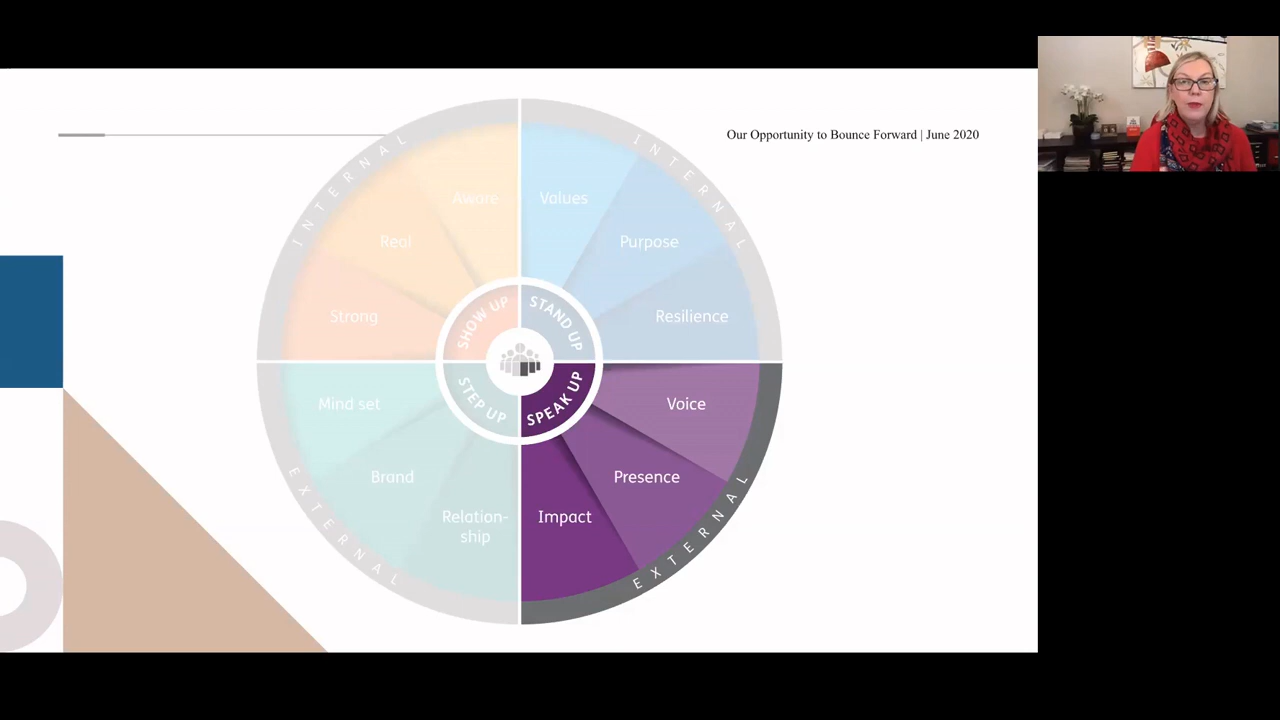 Our Opportunity to Bounce Forward | June 2020
INTERNAL
INTERNAL
Aware
Values
Real
Purpose
Strong
Resilience
SHOW UP
STAND UP
STEP UP
SPEAK UP
Mind set
Voice
Brand
Presence
Relation-
ship
Impact
EXTERNAL
EXTERNAL